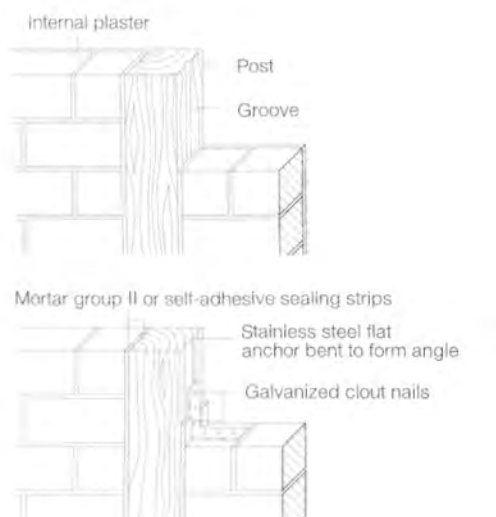 Internal plaster
Post
Groove
Mortar group II or self-adhesive sealing strips
Stainless steel flat
anchor bent to form angle
Galvanized clout nails